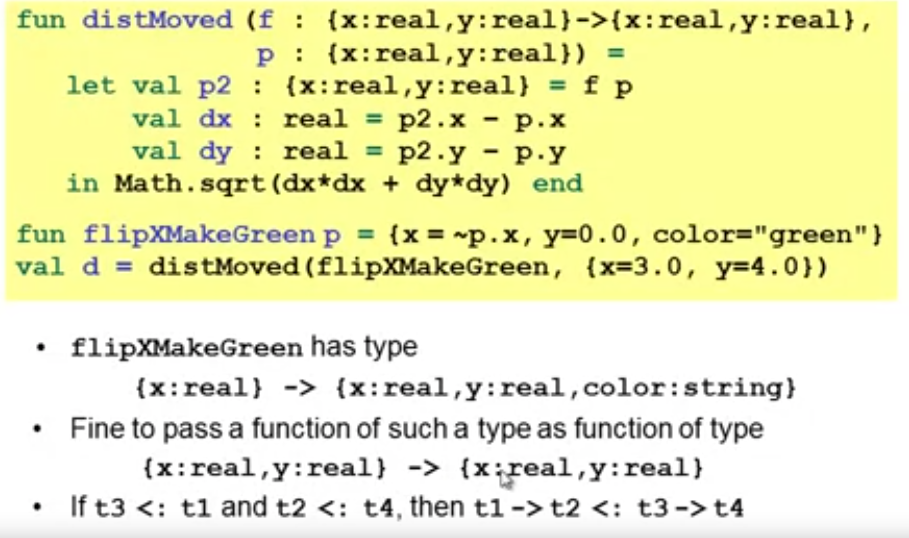 fun distMoved (f : {x:real,y:real}->{x:real,y:real},
p : {x:real,y:real}) =
let val p2 : {x:real,y:real} = f p
val dx : real = p2.x - p.x
val dy : real = p2.y - p.y
in Math.sqrt(dx*dx + dy*dy) end
fun flipXMakeGreen p = {x = ~p.x, y=0.0, color="green"}
val d = distMoved(flipXMakeGreen, {x=3.0, y=4.0})
• flipXMakeGreen has type
{x:real} -> {x:real,y:real,color:string}
• Fine to pass a function of such a type as function of type
{x:real,y:real} -> {x:real,y:real}
• If t3 <: t1 and t2 <: t4, then t1->t2 <: t3->t4